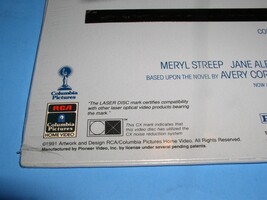 CO
MERYL STREEP JANE ALE
BASED UPON THE NOVEL BY AVERY COR
NOW
Columbia
Pictures
RCA
Columbia
Pictures
HOME VIDEO
"The LASER DISC mark certifies compatibility
with other laser optical video products bearing
the mark."
This CX mark indicates that
this video disc has utilized the
CX noise reduction system
©1991 Artwork and Design RCA/Columbia Pictures Home Video. All Rights Reserved.
Manufactured by Pioneer Video, Inc. by license under several pending patents.